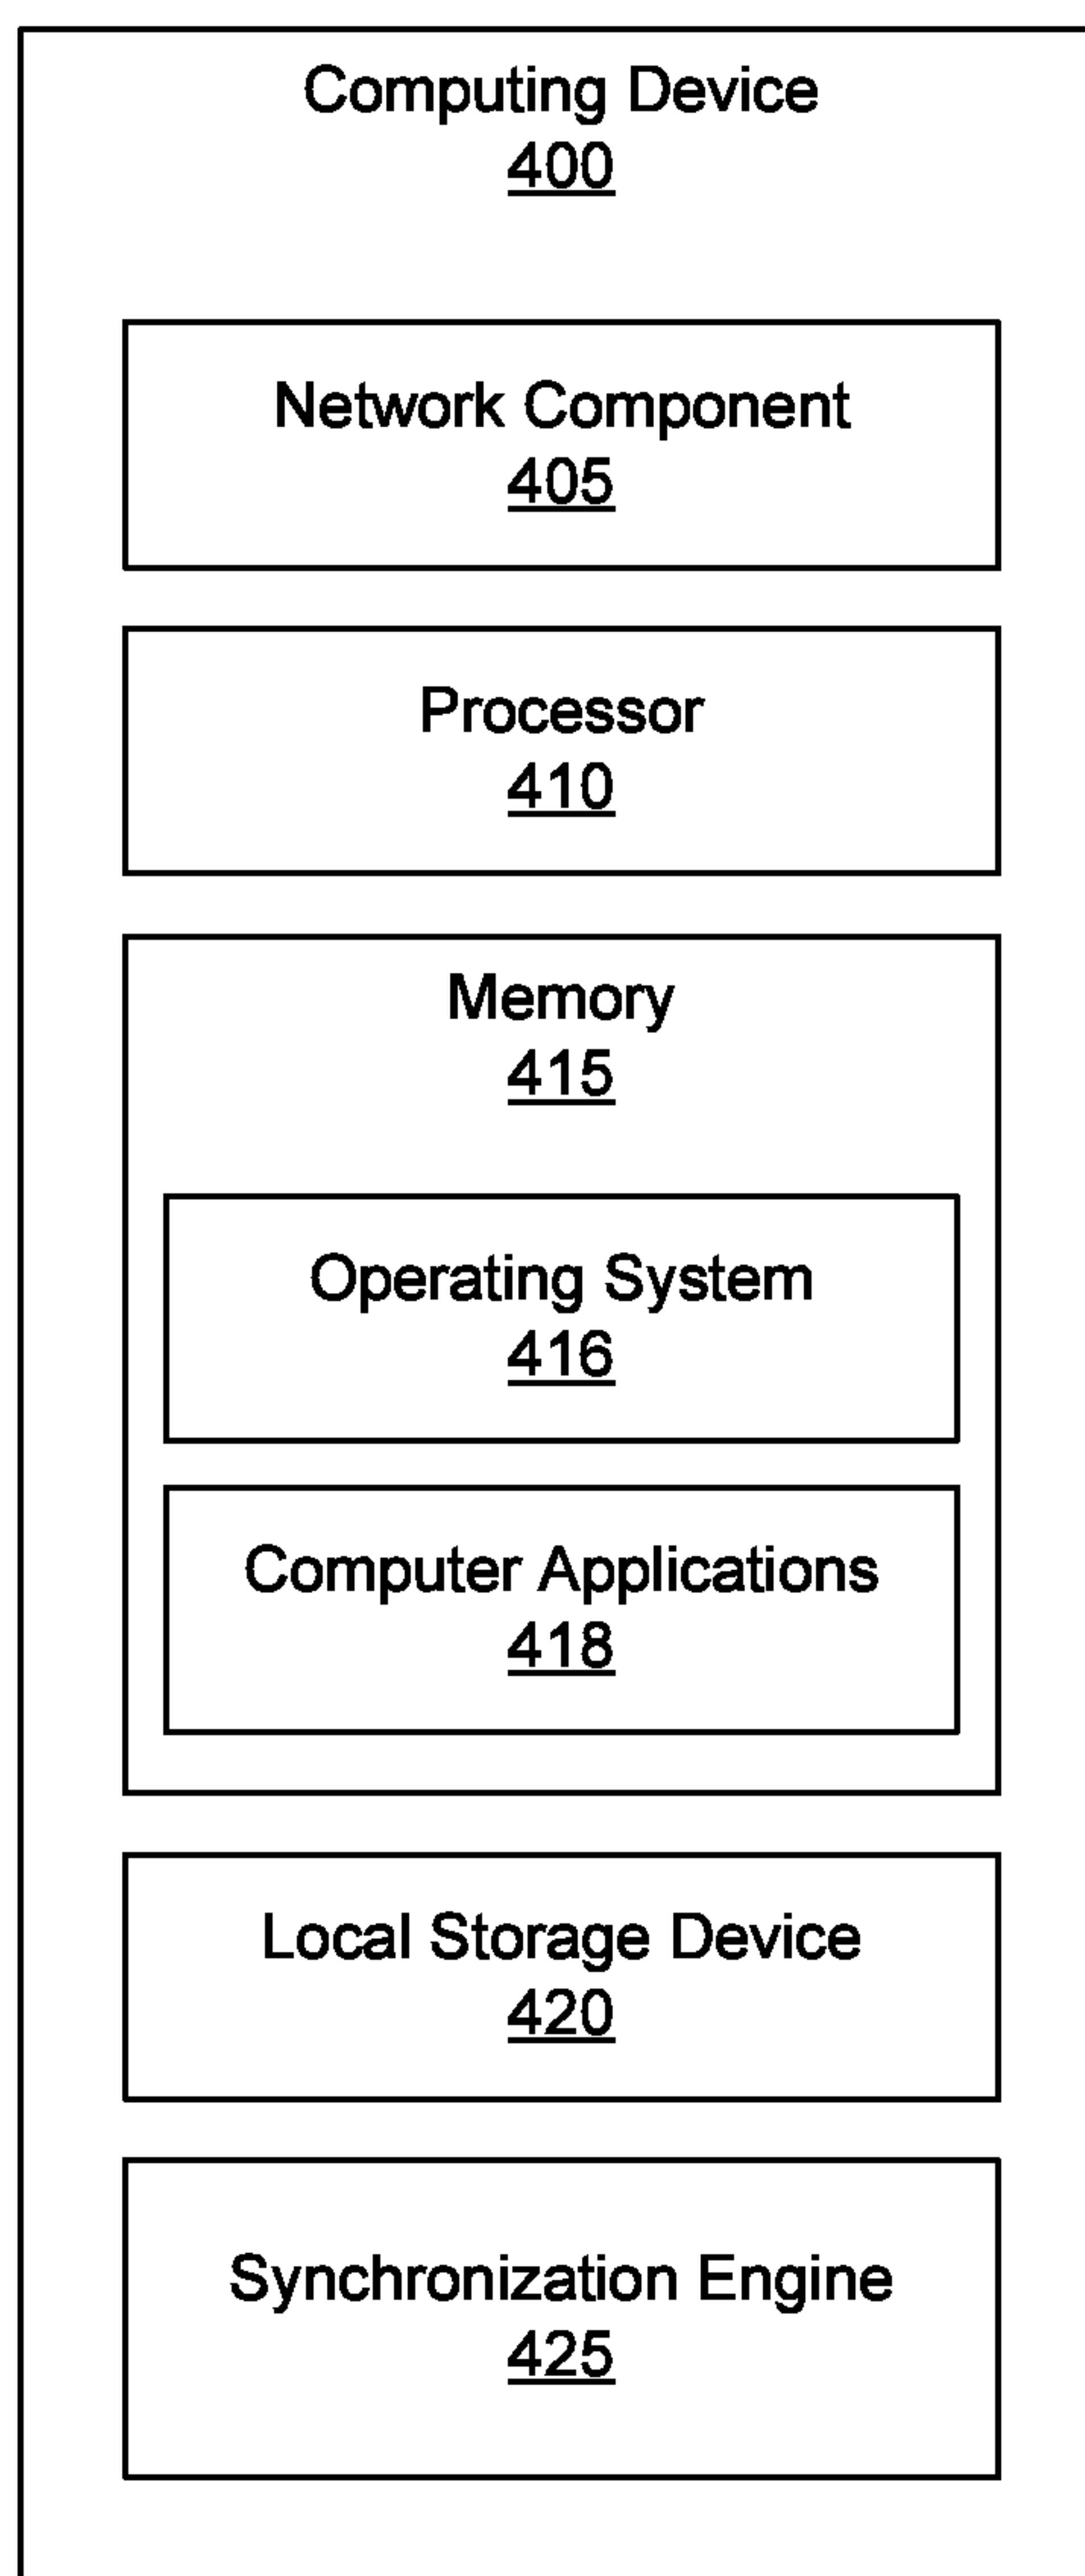 Computing Device
400
Network Component
405
Processor
410
Memory
415
Operating System
416
Computer Applications
418
Local Storage Device
420
Synchronization Engine
425